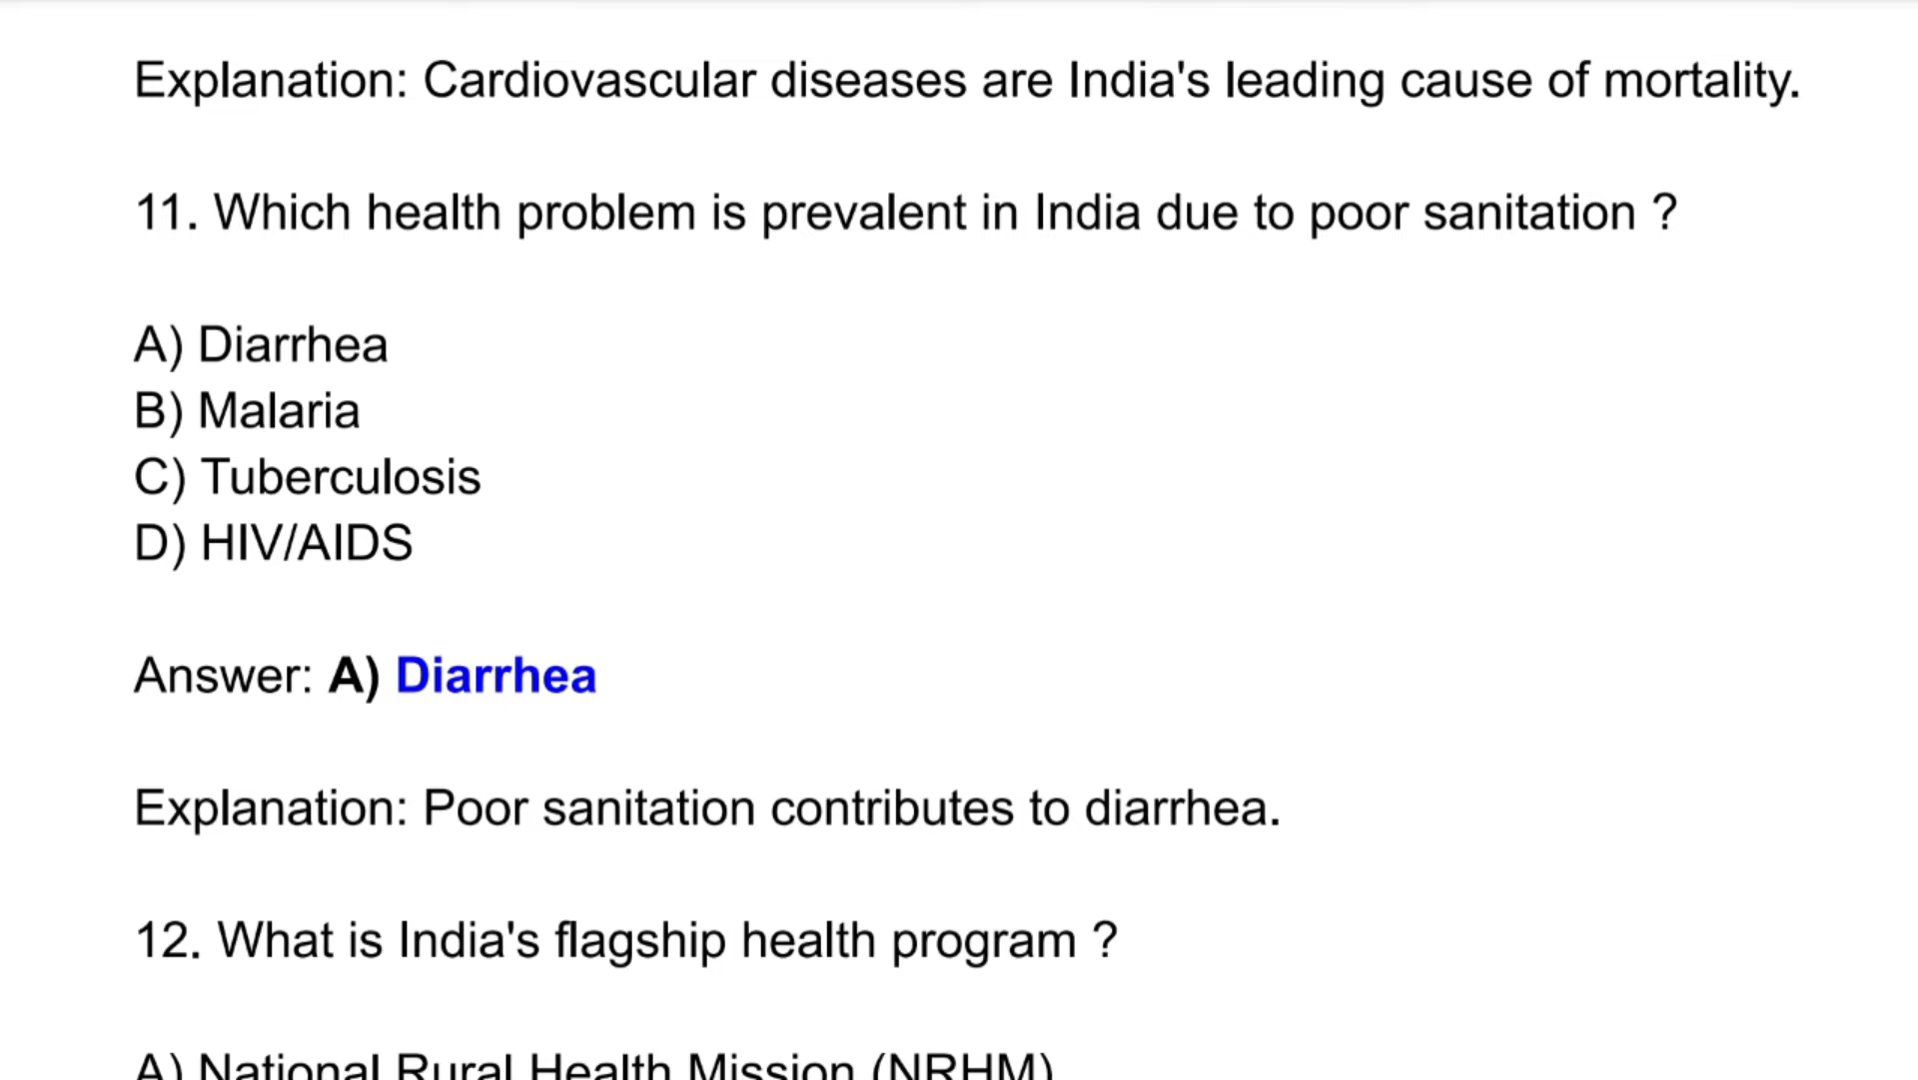 Explanation: Cardiovascular diseases are India's leading cause of mortality.
11. Which health problem is prevalent in India due to poor sanitation ?
A) Diarrhea
B) Malaria
C) Tuberculosis
D) HIV/AIDS
Answer: A) Diarrhea
Explanation: Poor sanitation contributes to diarrhea.
12. What is India's flagship health program ?
A) National Rural Health Mission (NRHM)